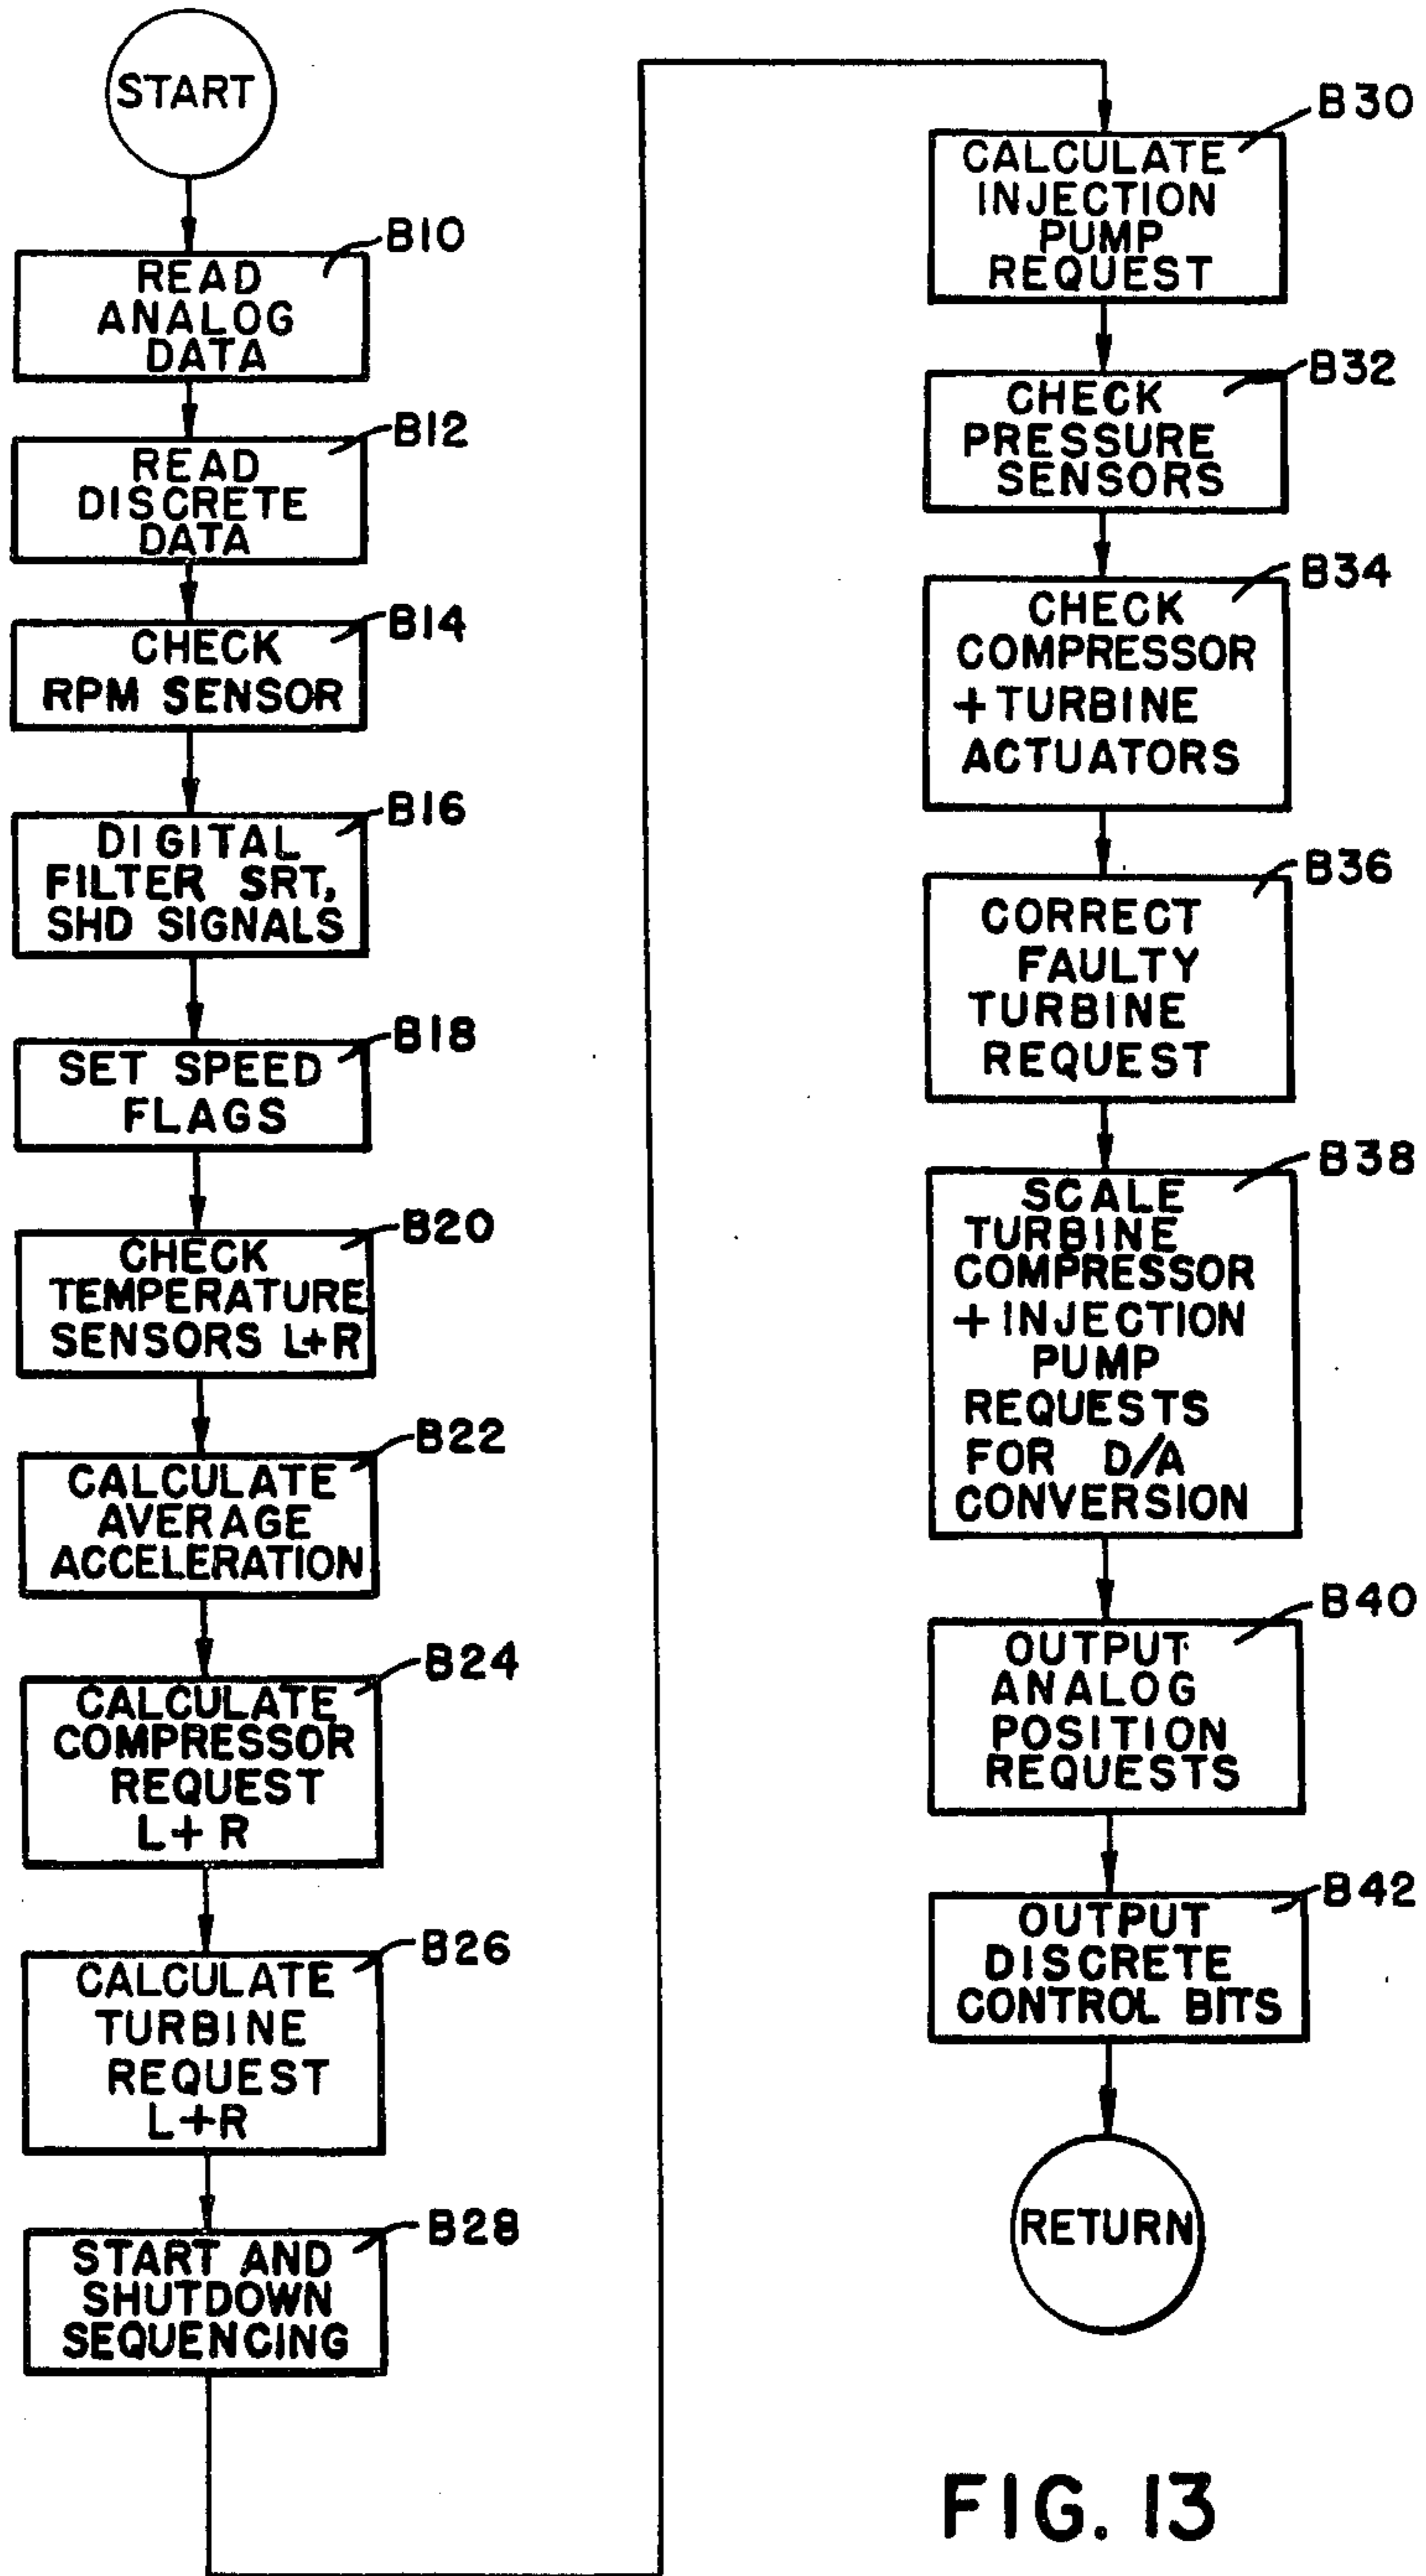 START
B10
READ
ANALOG
DATA
B12
READ
DISCRETE
DATA
B14
CHECK
RPM SENSOR
B16
DIGITAL
FILTER SRT,
SHD SIGNALS
B18
SET SPEED
FLAGS
B20
CHECK
TEMPERATURE
SENSORS L+R
B22
CALCULATE
AVERAGE
ACCELERATION
B24
CALCULATE
COMPRESSOR
REQUEST
L+R
B26
CALCULATE
TURBINE
REQUEST
L+R
B28
START AND
SHUTDOWN
SEQUENCING
B30
CALCULATE
INJECTION
PUMP
REQUEST
B32
CHECK
PRESSURE
SENSORS
B34
CHECK
COMPRESSOR
+TURBINE
ACTUATORS
B36
CORRECT
FAULTY
TURBINE
REQUEST
B38
SCALE
TURBINE
COMPRESSOR
+INJECTION
PUMP
REQUESTS
FOR D/A
CONVERSION
B40
OUTPUT
ANALOG
POSITION
REQUESTS
B42
OUTPUT
DISCRETE
CONTROL BITS
RETURN
FIG. 13